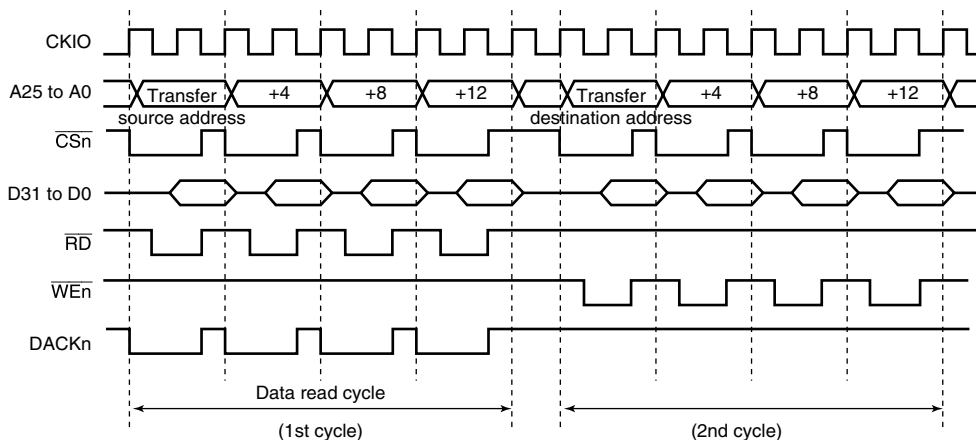 CKIO
A25 to A0 Transfer +4 +8 +12 Transfer +4 +8 +12
source address destination address
CSn
D31 to D0
RD
WEn
DACKn
Data read cycle
(1st cycle) (2nd cycle)